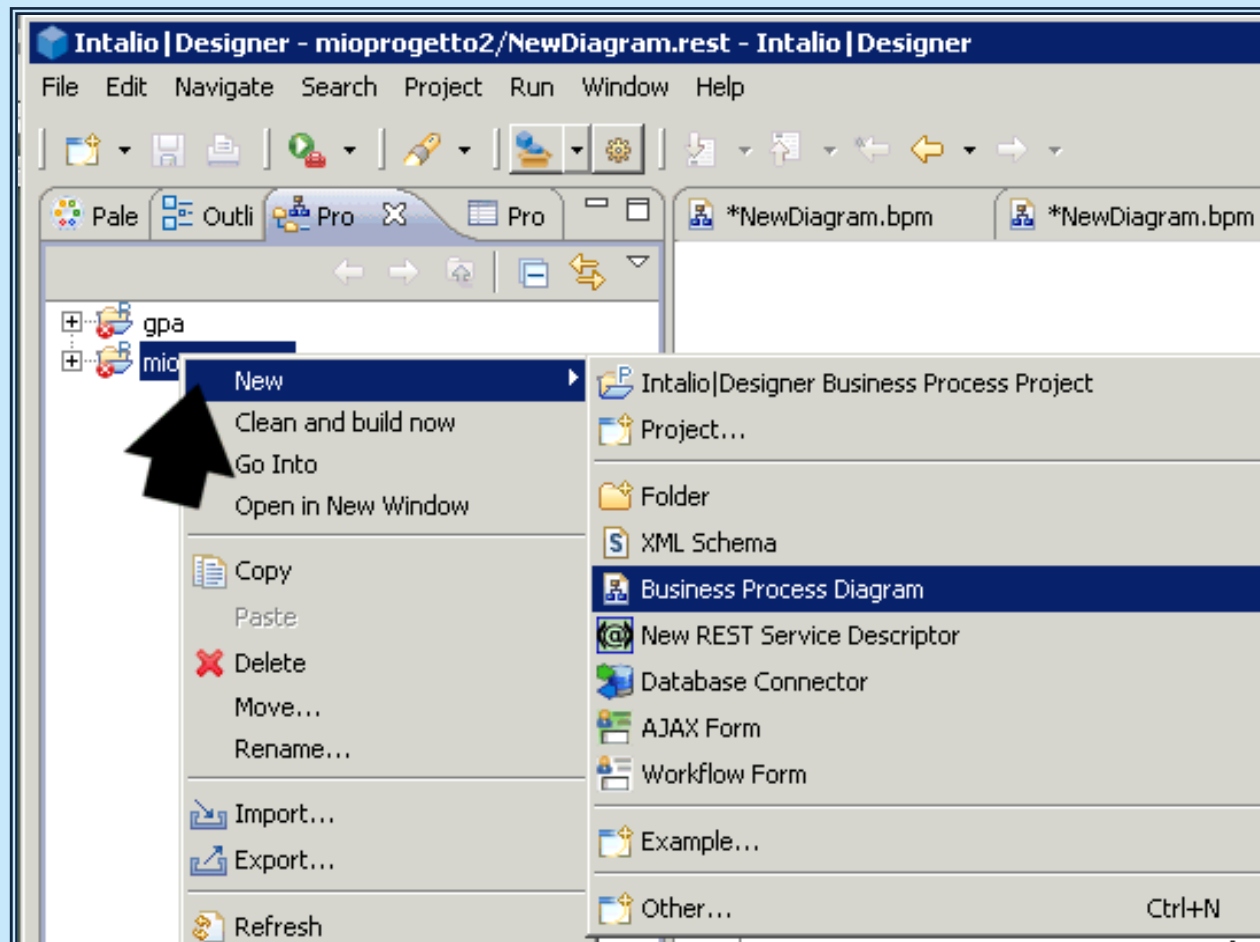 Intalio|Designer - mioprogetto2/NewDiagram.rest - Intalio|Designer
File Edit Navigate Search Project Run Window Help
Pale Outli Pro Pro *NewDiagram.bpm *NewDiagram.bpm
gpa
mio
New
Clean and build now
Go Into
Open in New Window
Copy
Paste
Delete
Move...
Rename...
Import...
Export...
Refresh
Intalio|Designer Business Process Project
Project...
Folder
XML Schema
Business Process Diagram
New REST Service Descriptor
Database Connector
AJAX Form
Workflow Form
Example...
Other... Ctrl+N